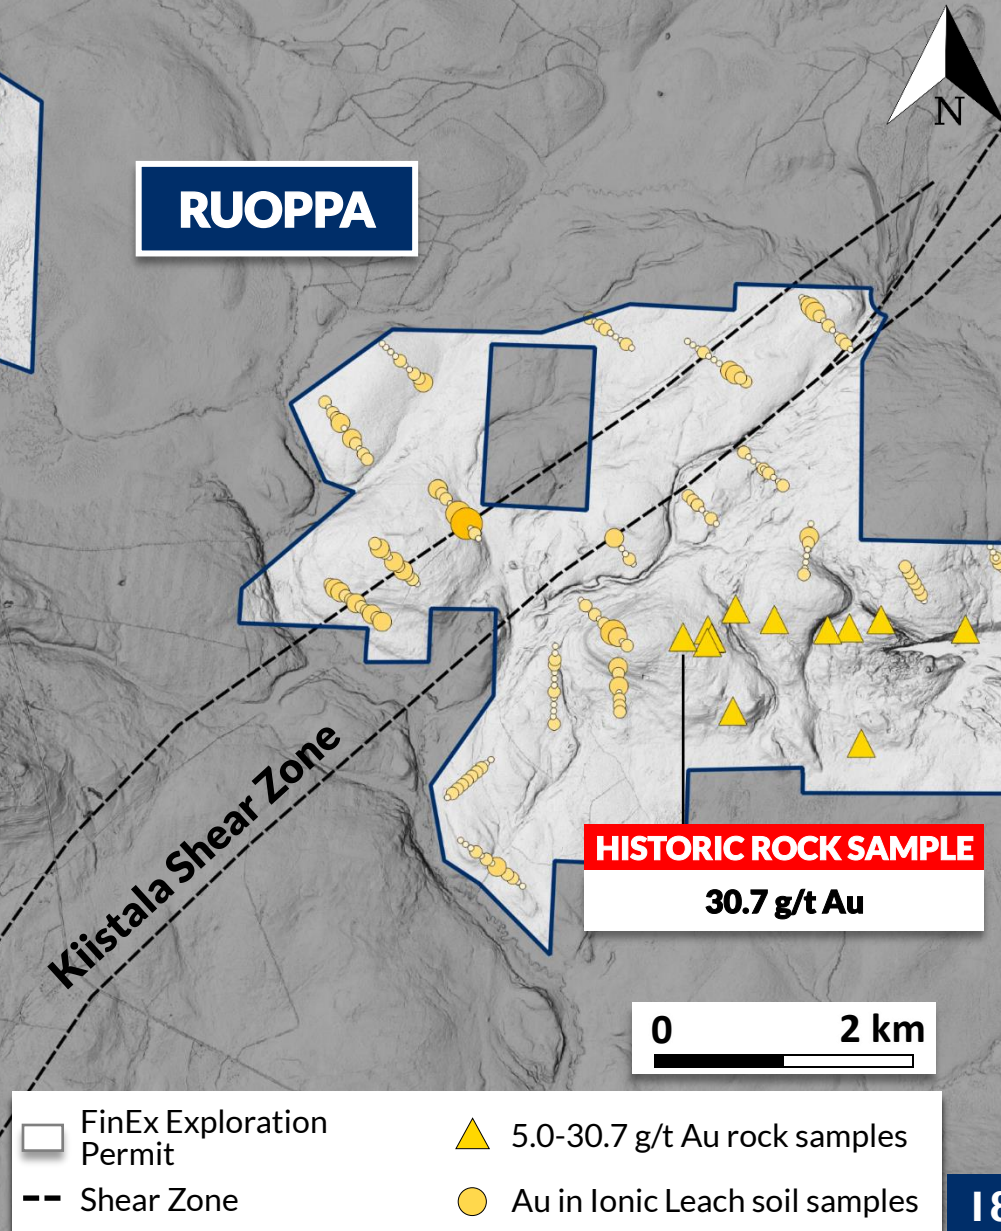 N
RUOPPA
Kiistala Shear Zone
HISTORIC ROCK SAMPLE
30.7 g/t Au
0 2 km
FinEx Exploration
Permit
5.0-30.7 g/t Au rock samples
Shear Zone
Au in Ionic Leach soil samples